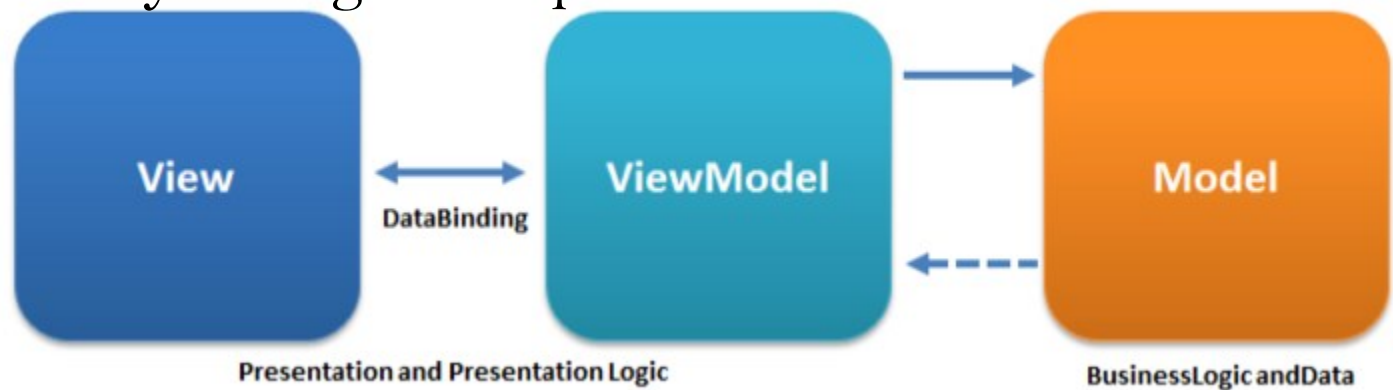 View
DataBinding
ViewModel
Model
Presentation and Presentation Logic
BusinessLogic andData